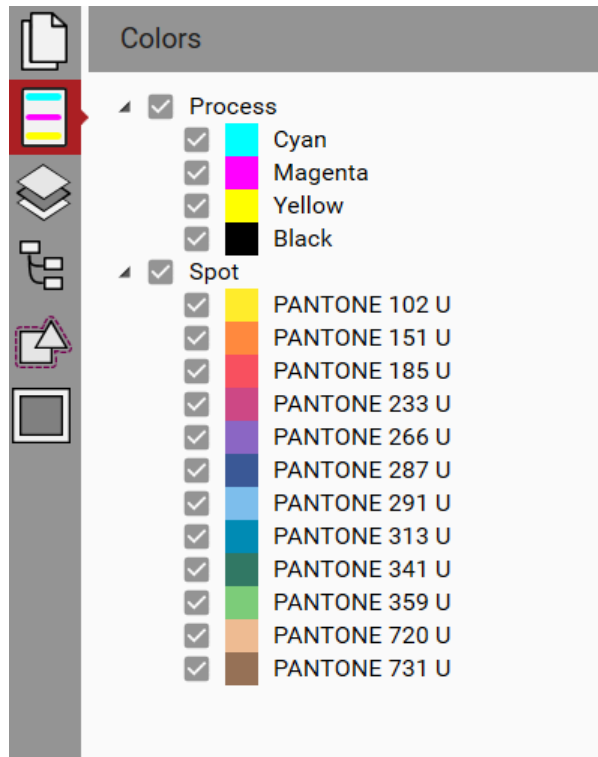 Colors
Process
Cyan
Magenta
Yellow
Black
Spot
PANTONE 102 U
PANTONE 151 U
PANTONE 185 U
PANTONE 233 U
PANTONE 266 U
PANTONE 287 U
PANTONE 291 U
PANTONE 313 U
PANTONE 341 U
PANTONE 359 U
PANTONE 720 U
PANTONE 731 U